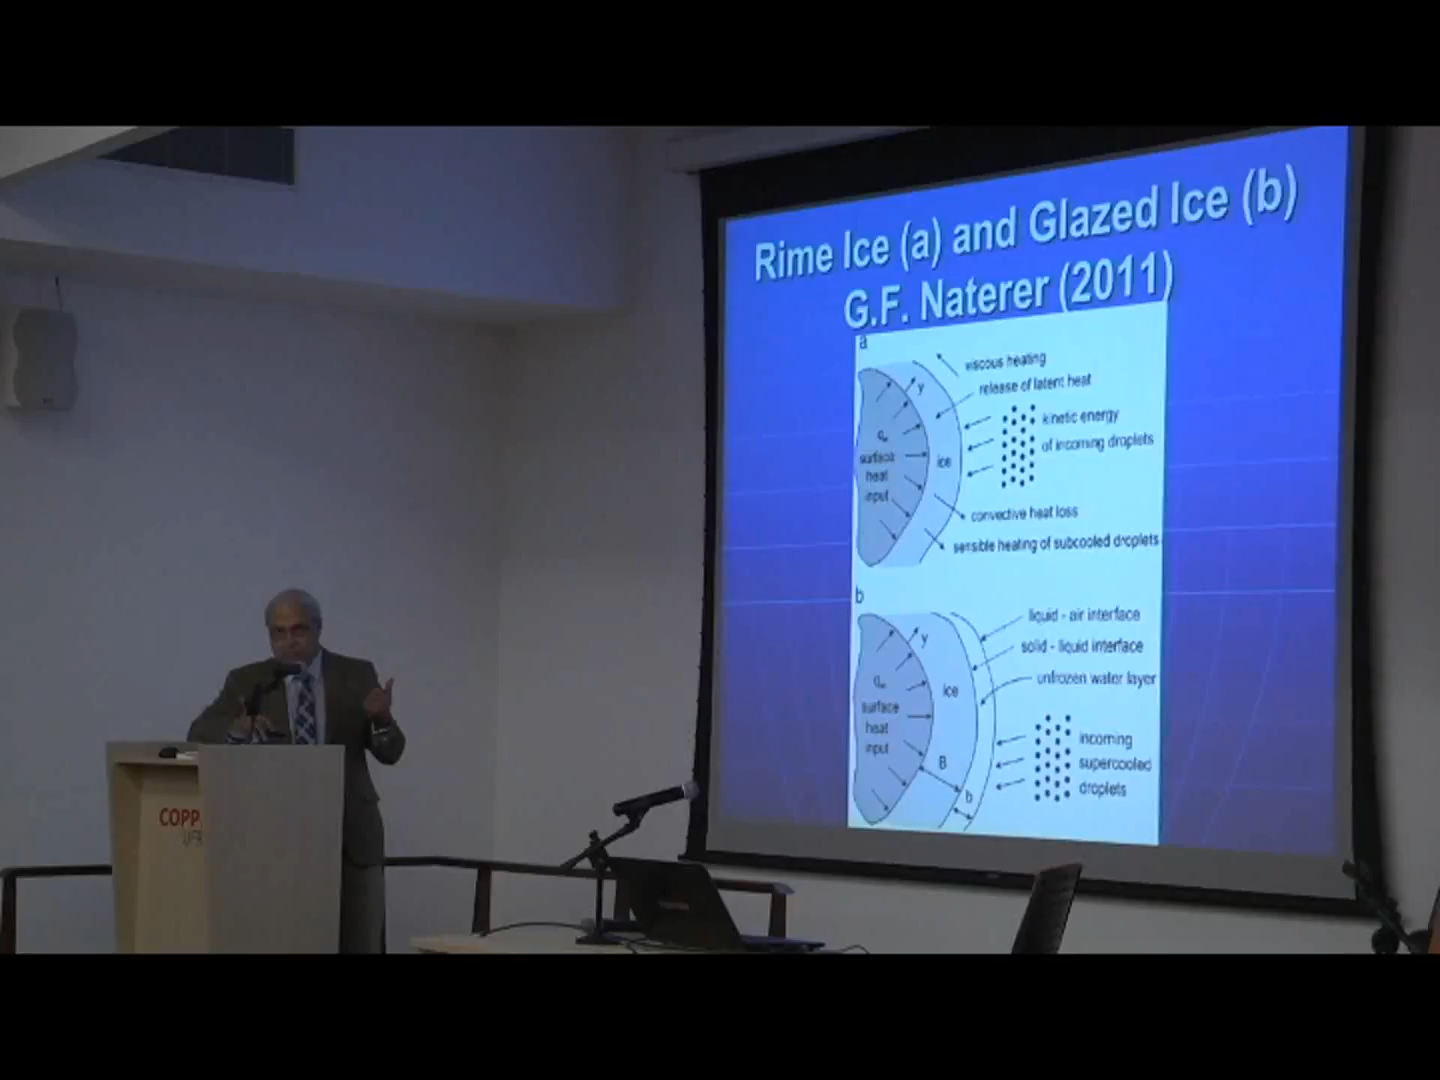 Rime Ice (a) and Glazed Ice (b)
G.F. Naterer (2011)
a
viscous heating
release of latent heat
y
kinetic energy
of incoming droplets
surface
heat
input
ice
convective heat loss
sensible heating of subcooled droplets
b
liquid - air interface
y
solid - liquid interface
unfrozen water layer
ice
surface
heat
input
incoming
supercooled
droplets
B
b
COPP